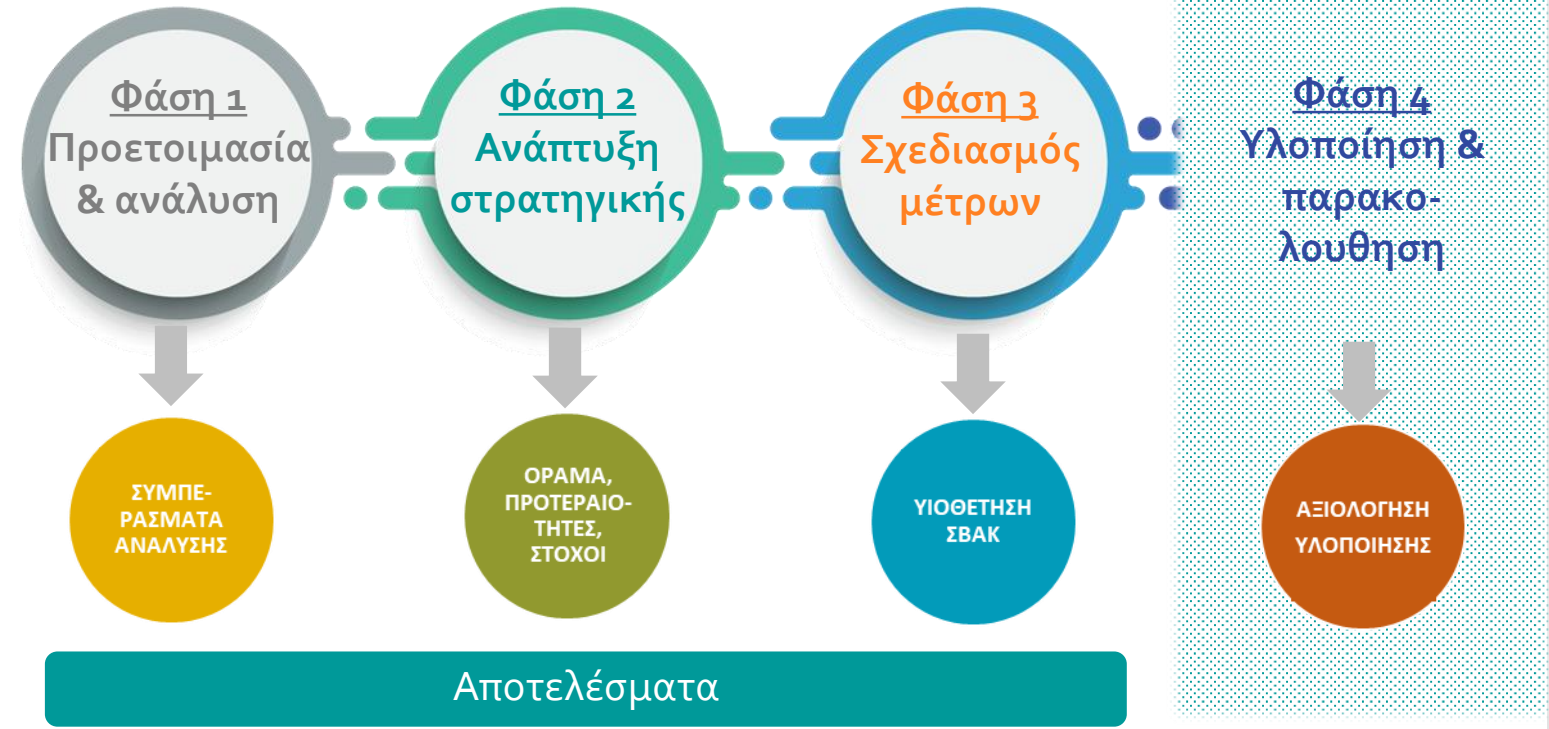 Φάση 1
Προετοιμασία
& ανάλυση
Φάση 2
Ανάπτυξη
στρατηγικής
Φάση 3
Σχεδιασμός
μέτρων
Φάση 4
Υλοποίηση &
παρακο-
λουθηση
ΣΥΜΠΕ-
ΡΑΣΜΑΤΑ
ΑΝΑΛΥΣΗΣ
ΟΡΑΜΑ,
ΠΡΟΤΕΡΑΙΟ-
ΤΗΤΕΣ,
ΣΤΟΧΟΙ
ΥΙΟΘΕΤΗΣΗ
ΣΒΑΚ
ΑΞΙΟΛΟΓΗΣΗ
ΥΛΟΠΟΙΗΣΗΣ
Αποτελέσματα